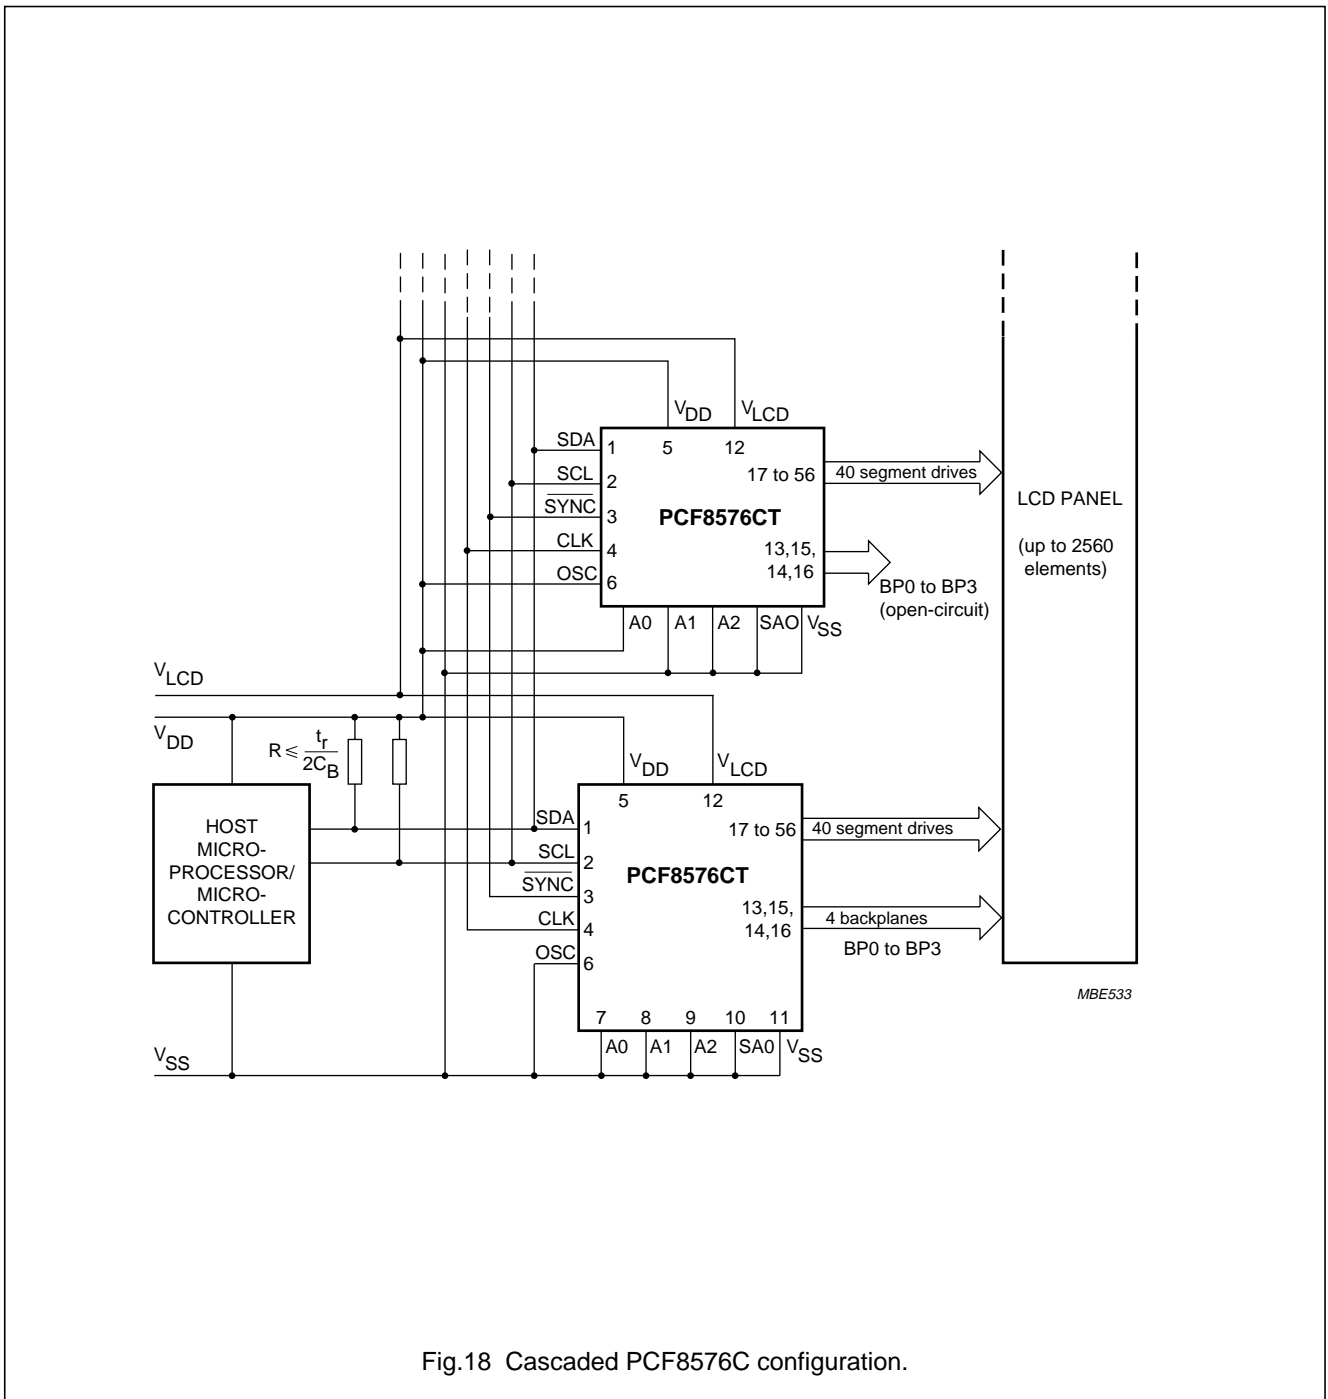 VDD
VLCD
SDA
1
5
12
SCL
2
17 to 56
40 segment drives
SYNC
3
PCF8576CT
CLK
4
13,15,
14,16
OSC
6
BP0 to BP3
(open-circuit)
A0
A1
A2
SAO
VSS
LCD PANEL
(up to 2560
elements)
VLCD
VDD
R ≤ tr
2CB
VDD
VLCD
HOST
MICRO-
PROCESSOR/
MICRO-
CONTROLLER
SDA
1
5
12
17 to 56
40 segment drives
SCL
2
SYNC
3
PCF8576CT
CLK
4
13,15,
14,16
4 backplanes
BP0 to BP3
OSC
6
7
8
9
10
11
A0
A1
A2
SA0
VSS
VSS
MBE533
Fig.18 Cascaded PCF8576C configuration.